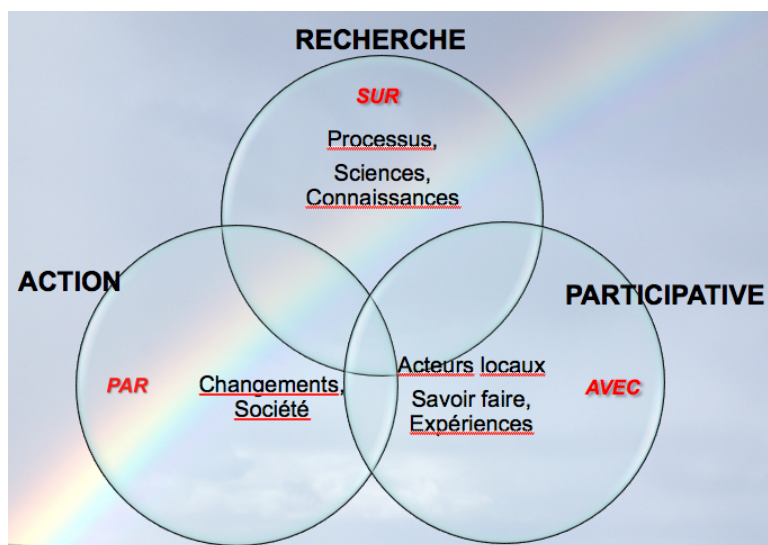 RECHERCHE
SUR
Processus,
Sciences,
Connaissances
ACTION
PARTICIPATIVE
PAR
Changements,
Société
Acteurs locaux
Savoir faire,
Expériences
AVEC